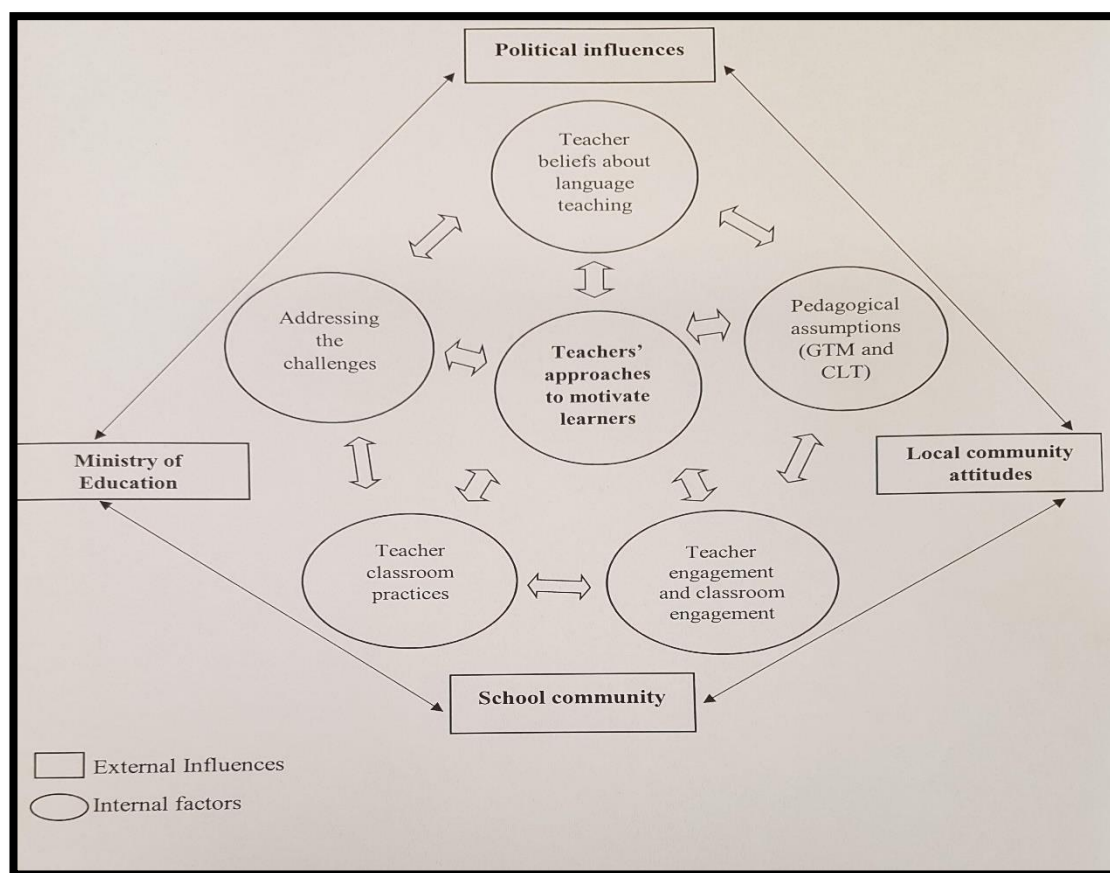 Political influences
Teacher
beliefs about
language
teaching
Addressing
the
challenges
Teachers’
approaches
to motivate
learners
Pedagogical
assumptions
(GTM and
CLT)
Ministry of
Education
Local community
attitudes
Teacher
classroom
practices
Teacher
engagement
and classroom
engagement
School community
External Influences
Internal factors